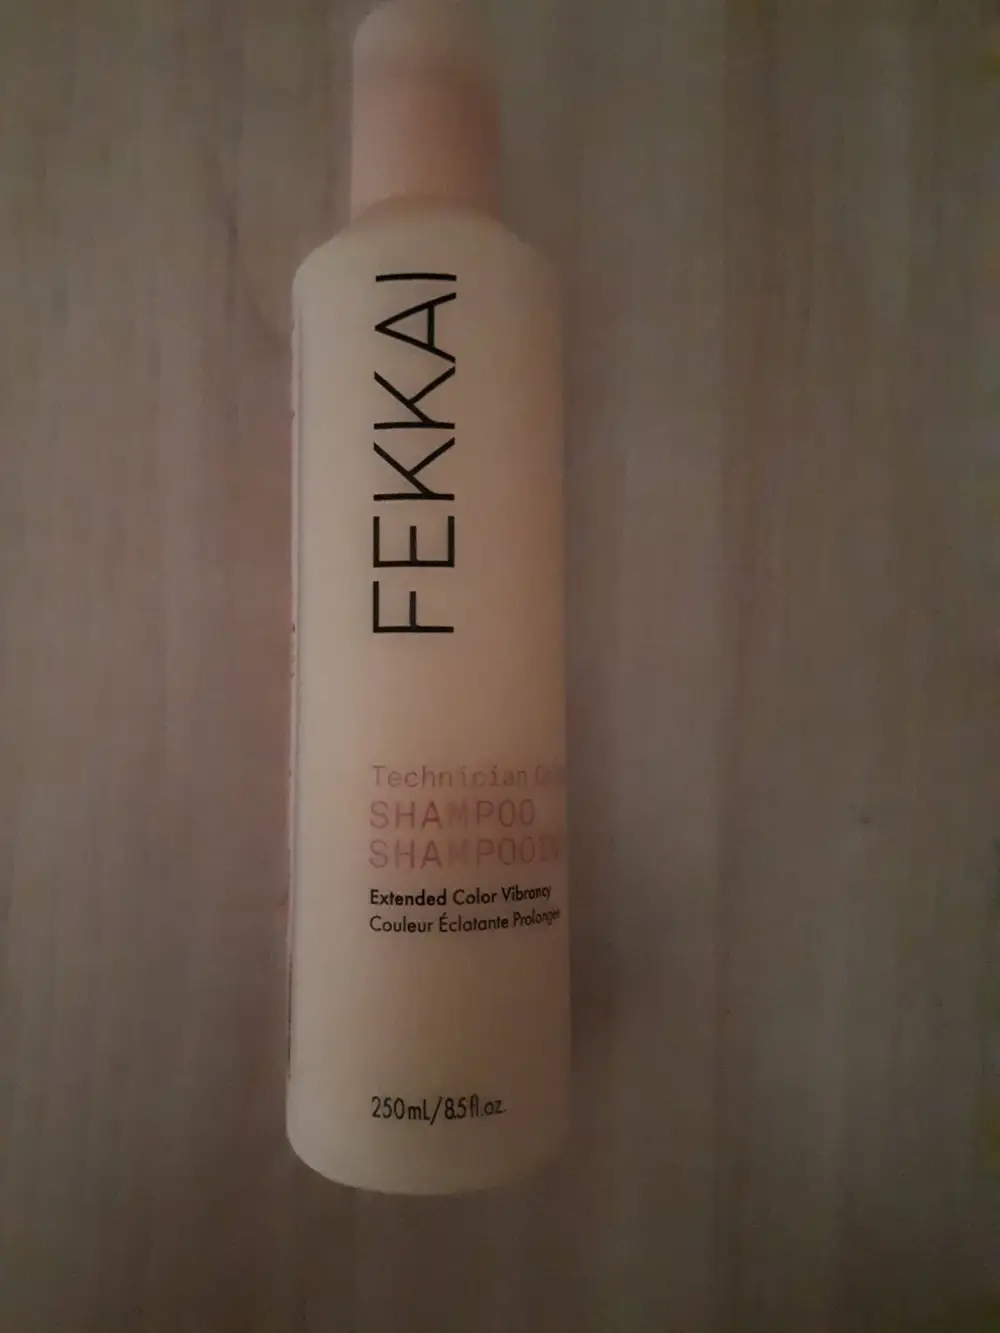 FEKKAI
Technician
SHAMPOO
Extended Color Vibrancy
Couleur Éclatante
250mL/8.5fl.oz.